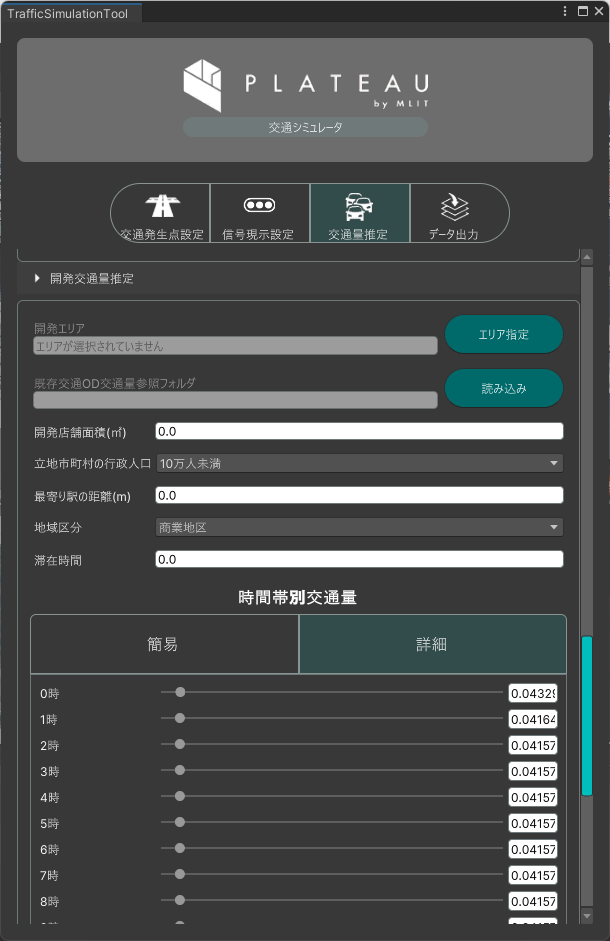 TrafficSimulationTool
PLATEAU
by MLIT
交通シミュレータ
交通発生点設定
信号現示設定
交通量推定
データ出力
開発交通量推定
開発エリア
エリアが選択されていません
エリア指定
既存交通OD交通量参照フォルダ
読み込み
開発店舗面積(㎡)
0.0
立地市町村の行政人口
10万人未満
最寄り駅の距離(m)
0.0
地域区分
商業地区
滞在時間
0.0
時間帯別交通量
簡易
詳細
0時
0.04329
1時
0.04164
2時
0.04157
3時
0.04157
4時
0.04157
5時
0.04157
6時
0.04157
7時
0.04157
8時
0.04157